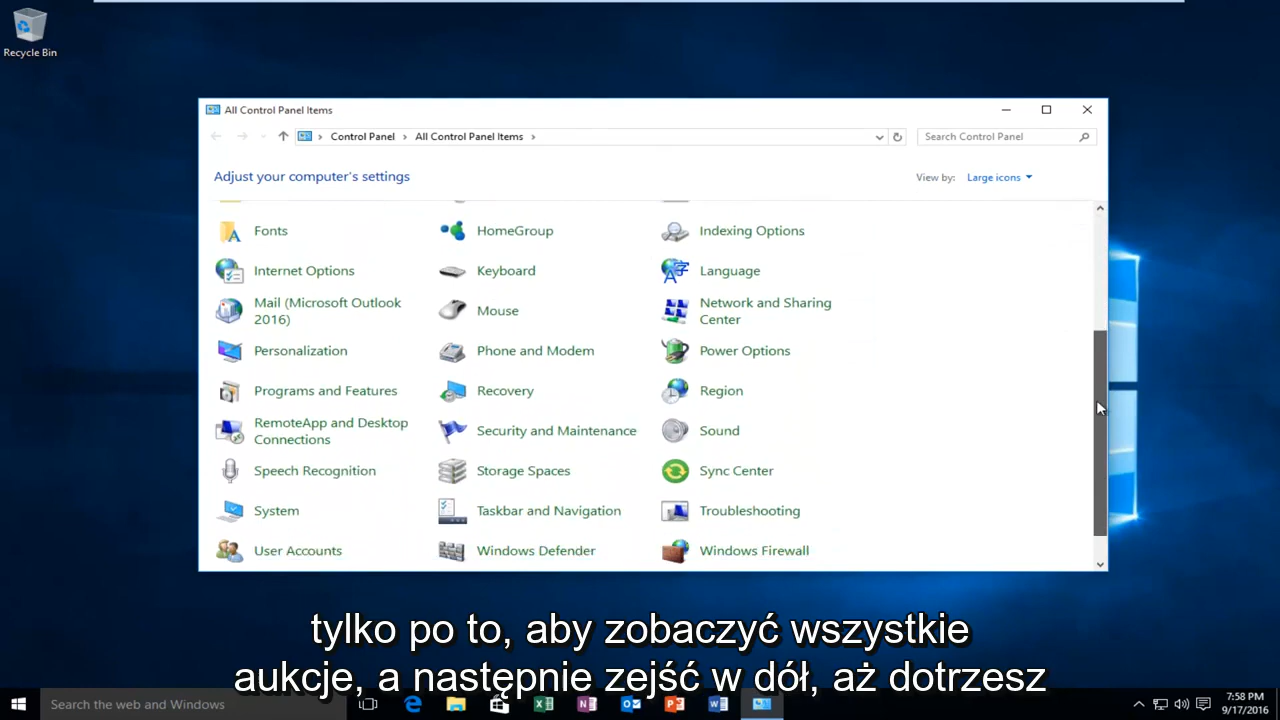 Recycle Bin
All Control Panel Items
Control Panel
All Control Panel Items
Search Control Panel
Adjust your computer's settings
View by:
Large icons
Fonts
HomeGroup
Indexing Options
Internet Options
Keyboard
Language
Mail (Microsoft Outlook
2016)
Mouse
Network and Sharing
Center
Personalization
Phone and Modem
Power Options
Programs and Features
Recovery
Region
RemoteApp and Desktop
Connections
Security and Maintenance
Sound
Speech Recognition
Storage Spaces
Sync Center
System
Taskbar and Navigation
Troubleshooting
User Accounts
Windows Defender
Windows Firewall
tylko po to, aby zobaczyć wszystkie
aukcje, a następnie zejść w dół, aż dotrzesz
Search the web and Windows
7:58 PM
9/17/2016